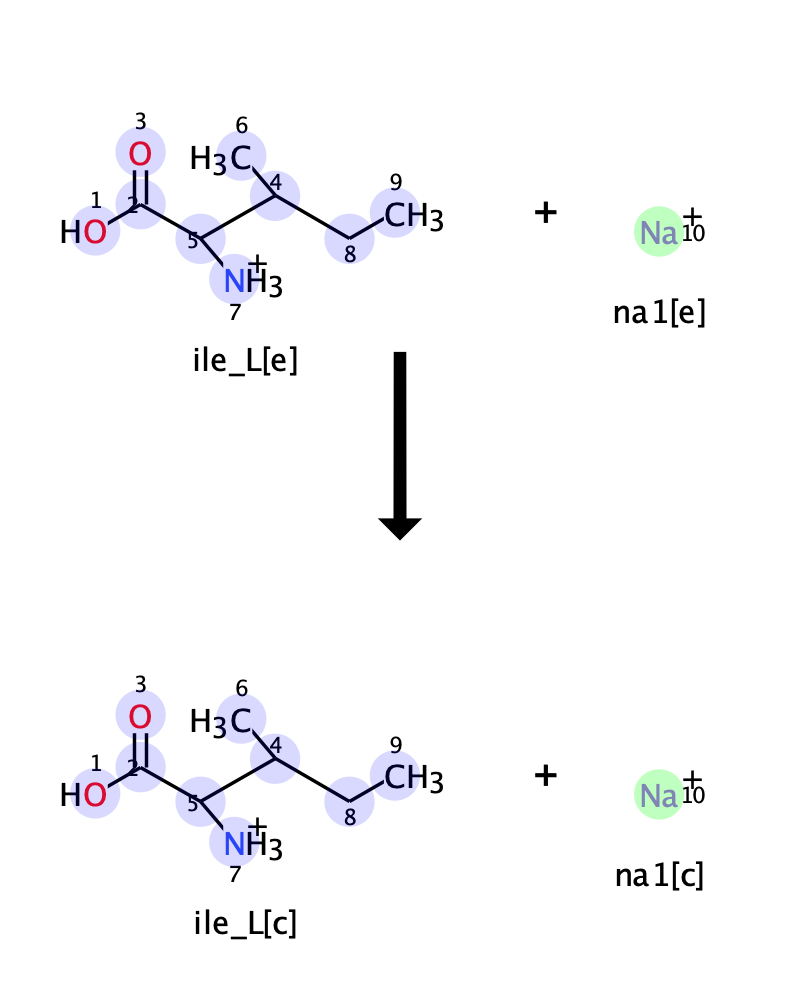 3
6
O
H3C
4
9
1
2
CH3
+
Na+
10
HO
5
8
+
NH3
7
na1[e]
ile_L[e]
3
6
O
H3C
4
9
1
2
CH3
+
Na+
10
HO
5
8
+
NH3
7
na1[c]
ile_L[c]